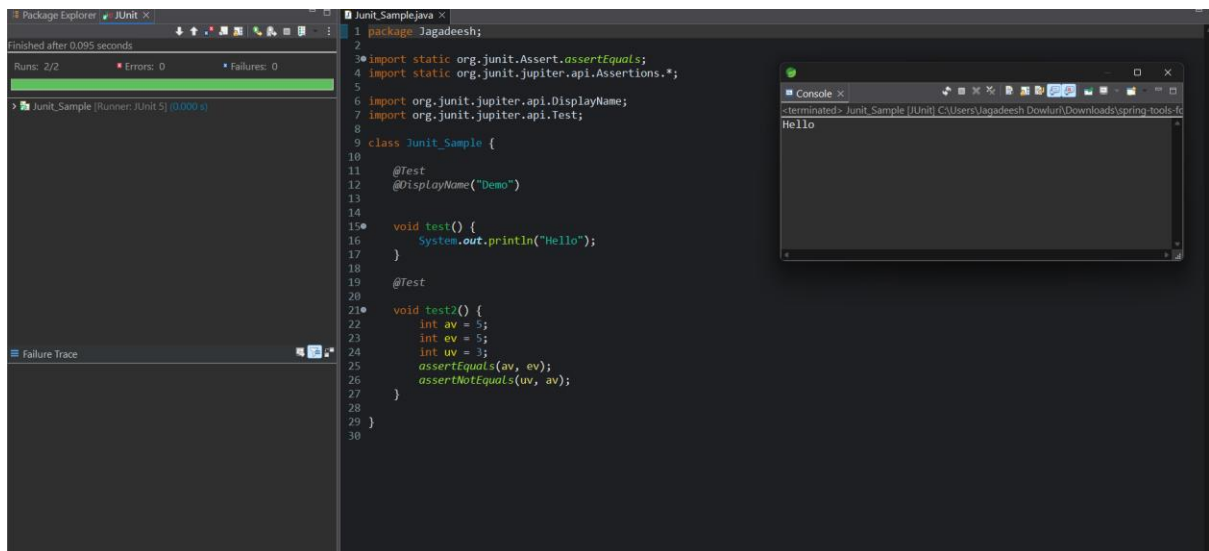 Package Explorer JUnit
Finished after 0.095 seconds
Runs: 2/2 Errors: 0 Failures: 0
Junit_Sample [Runner: JUnit 5] (0.000 s)
Failure Trace
Junit_Sample.java
1 package Jagadeesh;
2
3 import static org.junit.Assert.assertEquals;
4 import static org.junit.jupiter.api.Assertions.*;
5
6 import org.junit.jupiter.api.DisplayName;
7 import org.junit.jupiter.api.Test;
8
9 class Junit_Sample {
10
11 @Test
12 @DisplayName("Demo")
13
14
15 void test() {
16 System.out.println("Hello");
17 }
18
19 @Test
20
21 void test2() {
22 int av = 5;
23 int ev = 5;
24 int uv = 3;
25 assertEquals(av, ev);
26 assertNotEquals(uv, av);
27 }
28
29 }
30
Console
<terminated> Junit_Sample [JUnit] C:\Users\Jagadeesh Dowluri\Downloads\spring-tools-fo
Hello